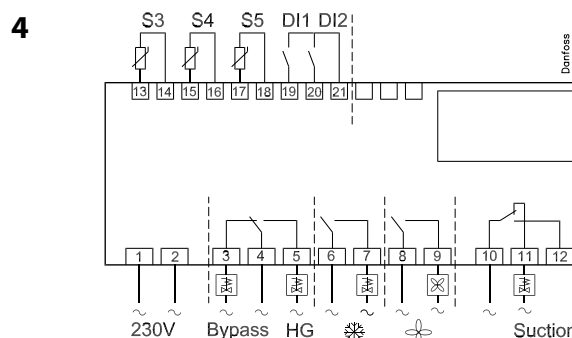 4
S3 S4 S5 DI1 DI2
Danfoss
13 14 15 16 17 18 19 20 21
1 2 3 4 5 6 7 8 9 10 11 12
230V Bypass HG Suction